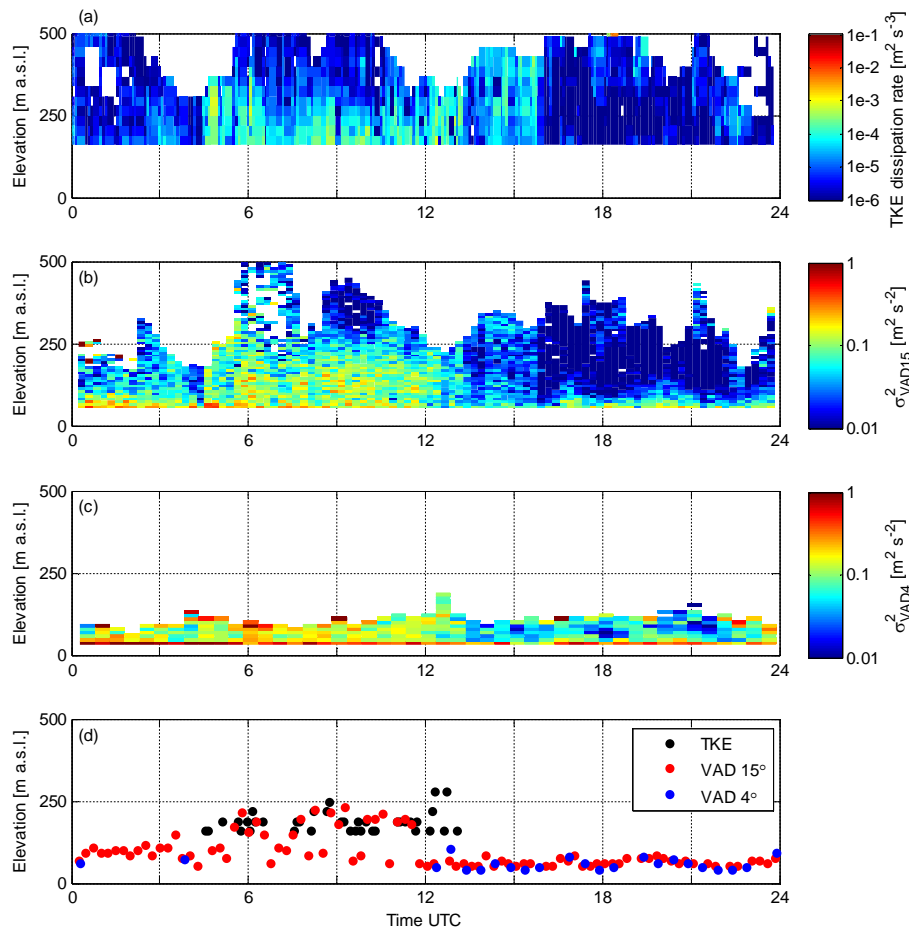 (a)
500
250
0
Elevation [m a.s.l.]
0 6 12 18 24
1e-1
1e-2
1e-3
1e-4
1e-5
1e-6
TKE dissipation rate [m² s⁻³]
(b)
500
250
0
Elevation [m a.s.l.]
0 6 12 18 24
1
0.1
0.01
σ²VAD15 [m² s⁻²]
(c)
500
250
0
Elevation [m a.s.l.]
0 6 12 18 24
1
0.1
0.01
σ²VAD4 [m² s⁻²]
(d)
500
250
0
Elevation [m a.s.l.]
TKE
VAD 15°
VAD 4°
0 6 12 18 24
Time UTC